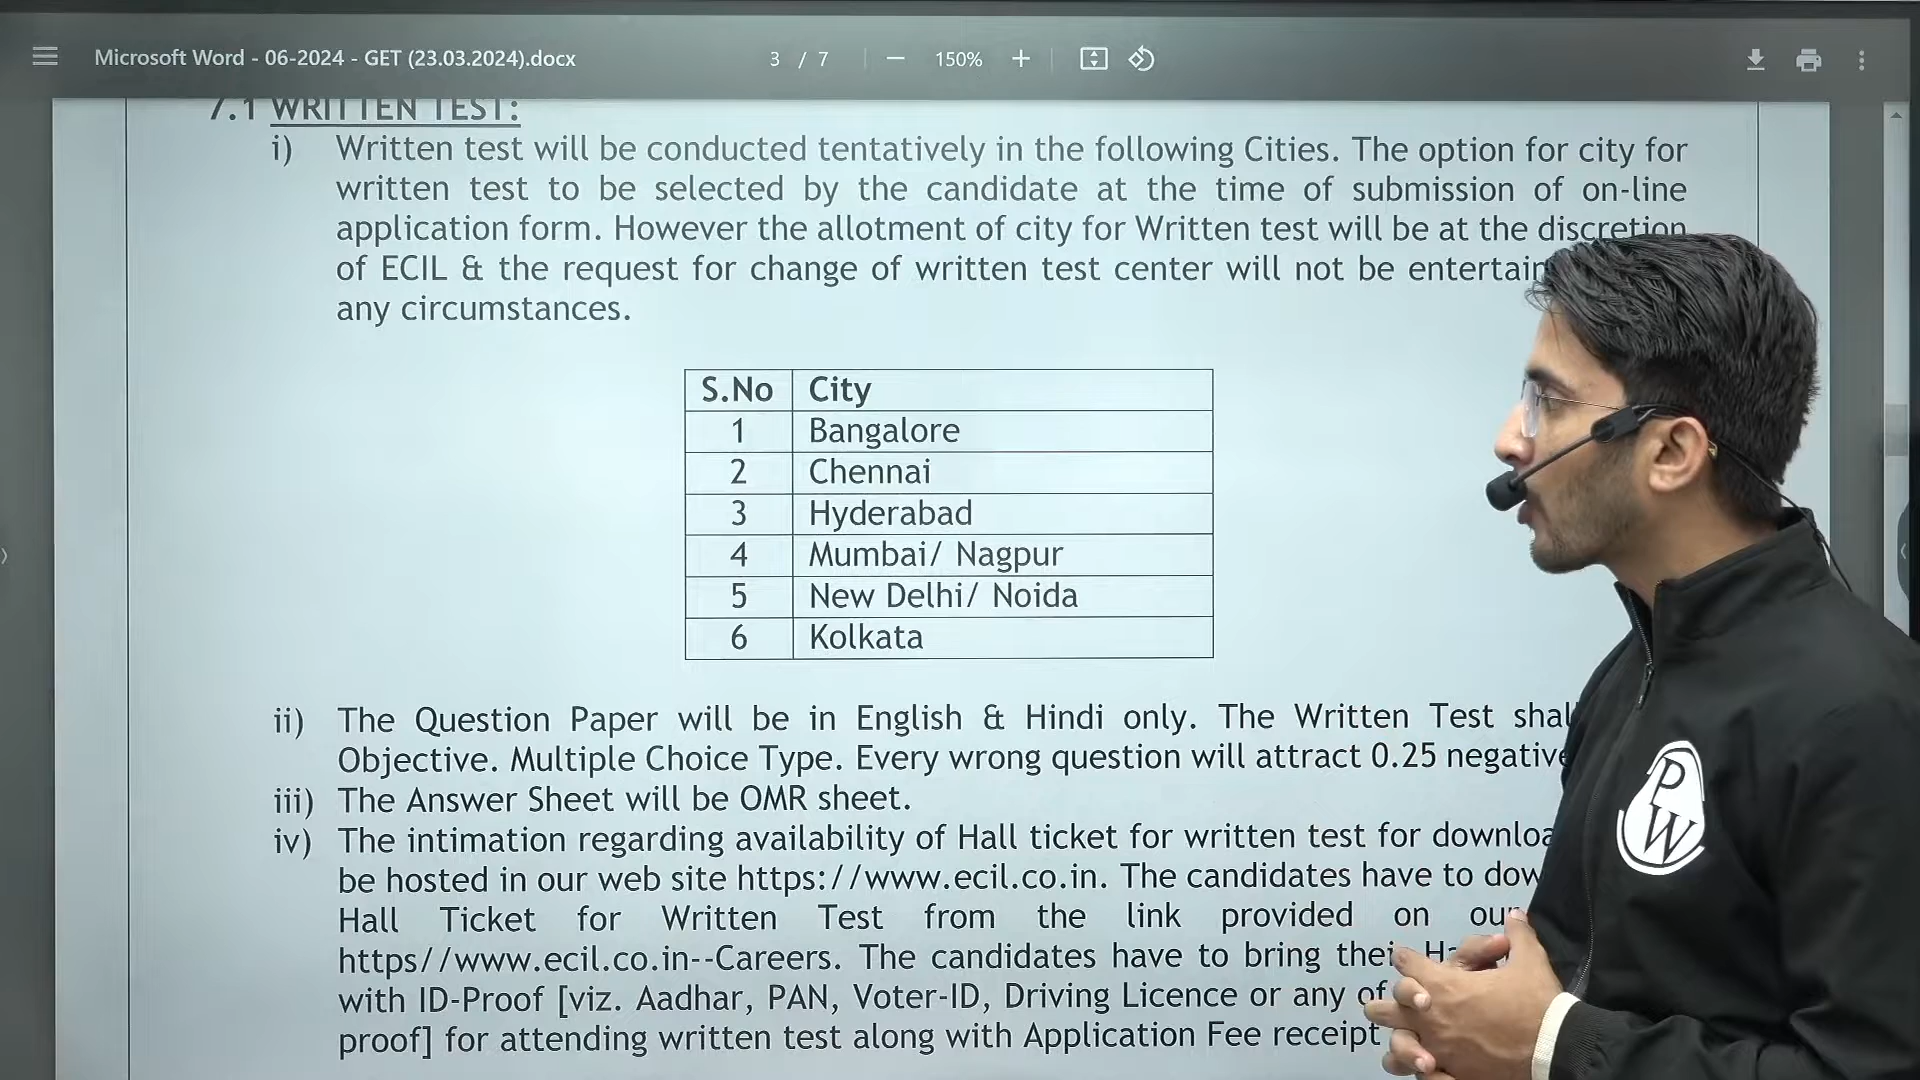 Microsoft Word - 06-2024 - GET (23.03.2024).docx
3 / 7
150%
7.1 WRITTEN TEST:
i) Written test will be conducted tentatively in the following Cities. The option for city for
written test to be selected by the candidate at the time of submission of on-line
application form. However the allotment of city for Written test will be at the discretion
of ECIL & the request for change of written test center will not be
any circumstances.
S.No City
1 Bangalore
2 Chennai
3 Hyderabad
4 Mumbai/ Nagpur
5 New Delhi/ Noida
6 Kolkata
ii) The Question Paper will be in English & Hindi only. The Written Test
Objective. Multiple Choice Type. Every wrong question will attract 0.25 negative
iii) The Answer Sheet will be OMR sheet.
iv) The intimation regarding availability of Hall ticket for written test for
be hosted in our web site https://www.ecil.co.in. The candidates have to
Hall Ticket for Written Test from the link provided on our
https//www.ecil.co.in--Careers. The candidates have to bring their
with ID-Proof [viz. Aadhar, PAN, Voter-ID, Driving Licence or any of
proof] for attending written test along with Application Fee receipt
PW